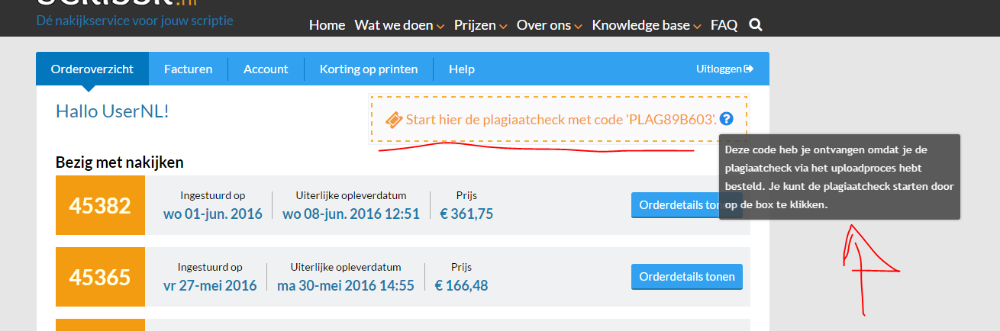 Dé nakijkservice voor jouw scriptie
Home Wat we doen Prijzen Over ons Knowledge base FAQ
Orderoverzicht Facturen Account Korting op printen Help Uitloggen
Hallo UserNL!
Start hier de plagiaatcheck met code 'PLAG89B603'. ?
Deze code heb je ontvangen omdat je de
plagiaatcheck via het uploadproces hebt
besteld. Je kunt de plagiaatcheck starten door
op de box te klikken.
Bezig met nakijken
45382
Ingestuurd op Uiterlijke opleverdatum Prijs
wo 01-jun. 2016 wo 08-jun. 2016 12:51 € 361,75
Orderdetails ton
45365
Ingestuurd op Uiterlijke opleverdatum Prijs
vr 27-mei 2016 ma 30-mei 2016 14:55 € 166,48
Orderdetails tonen